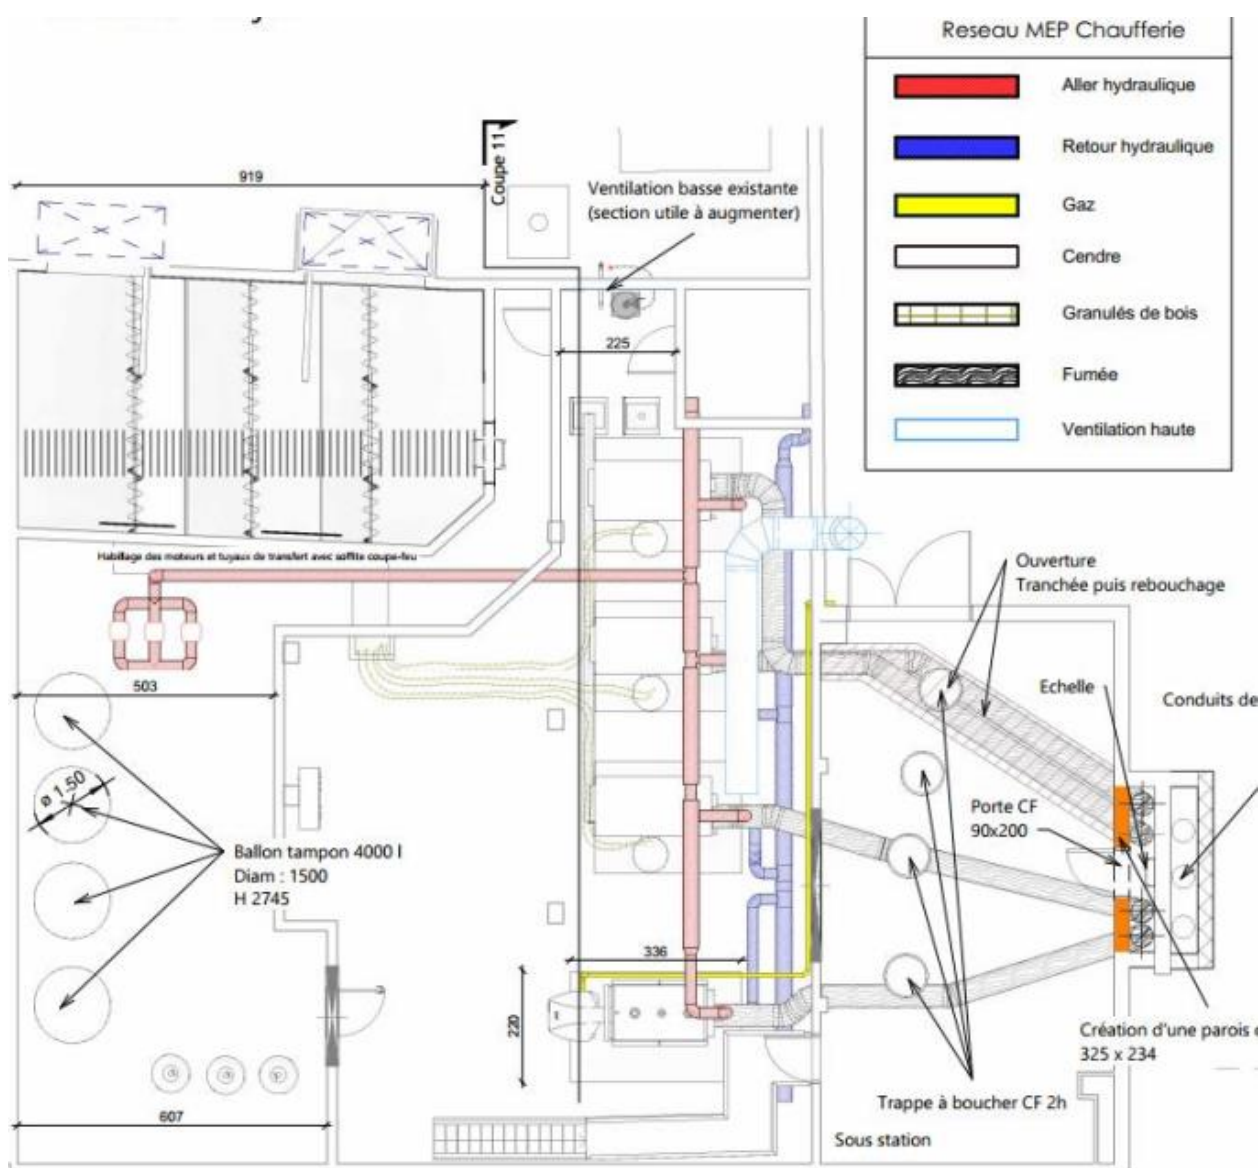 Reseau MEP Chaufferie
Aller hydraulique
Retour hydraulique
Gaz
Cendre
Granulés de bois
Fumée
Ventilation haute
Coupe 11
919
Ventilation basse existante
(section utile à augmenter)
225
Habillage des moteurs et tuyaux de transfert avec soffite coupe-feu
Ouverture
Tranchée puis rebouchage
503
Echelle
Conduits de
ø 1.50
Porte CF
90x200
Ballon tampon 4000 l
Diam : 1500
H 2745
336
220
Création d'une parois
325 x 234
Trappe à boucher CF 2h
607
Sous station